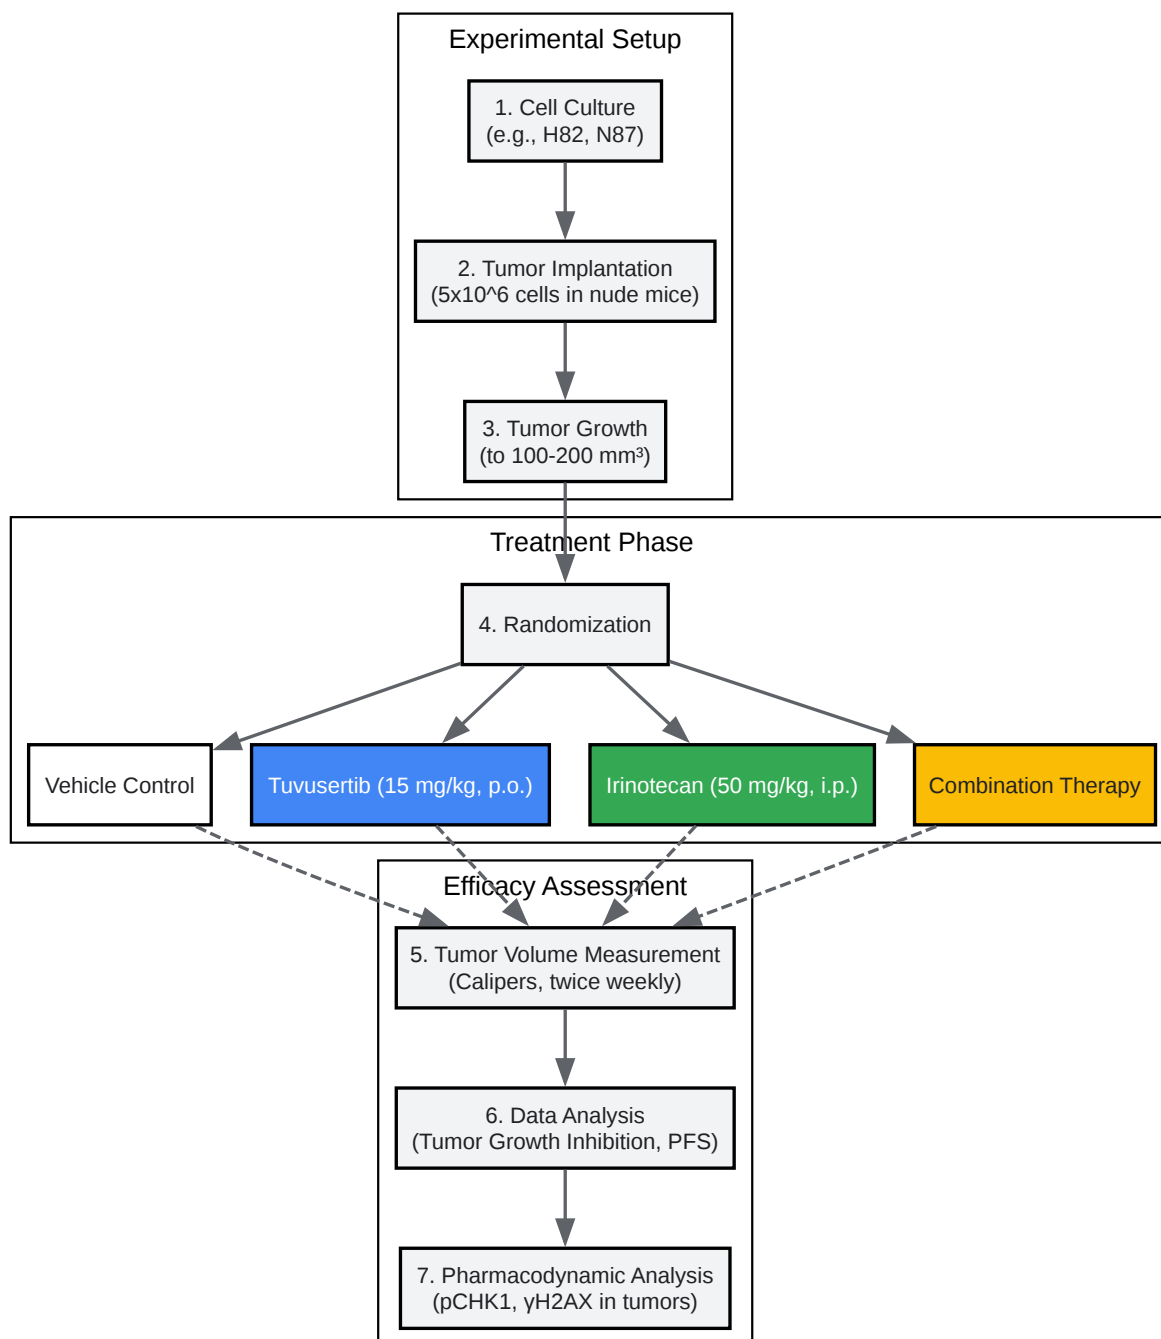 Experimental Setup
1. Cell Culture
(e.g., H82, N87)
2. Tumor Implantation
(5x10^6 cells in nude mice)
3. Tumor Growth
(to 100-200 mm³)
Treatment Phase
4. Randomization
Vehicle Control
Tuvusertib (15 mg/kg, p.o.)
Irinotecan (50 mg/kg, i.p.)
Combination Therapy
Efficacy Assessment
5. Tumor Volume Measurement
(Calipers, twice weekly)
6. Data Analysis
(Tumor Growth Inhibition, PFS)
7. Pharmacodynamic Analysis
(pCHK1, γH2AX in tumors)